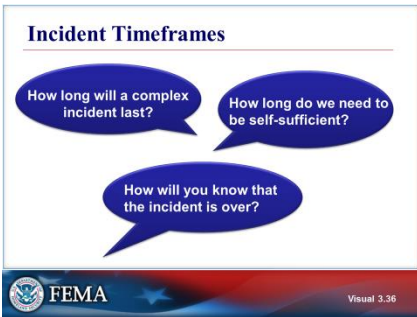 Incident Timeframes
How long will a complex
incident last?
How long do we need to
be self-sufficient?
How will you know that
the incident is over?
FEMA
Visual 3.36